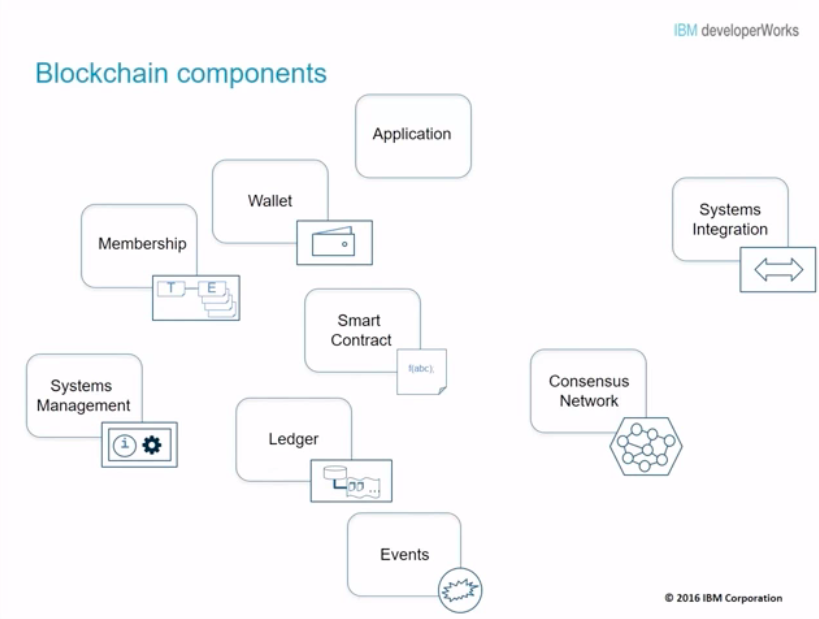 IBM developerWorks
Blockchain components
Application
Wallet
Systems
Integration
Membership
T E
Smart
Contract
f(abc);
Consensus
Network
Systems
Management
i
Ledger
Events
© 2016 IBM Corporation